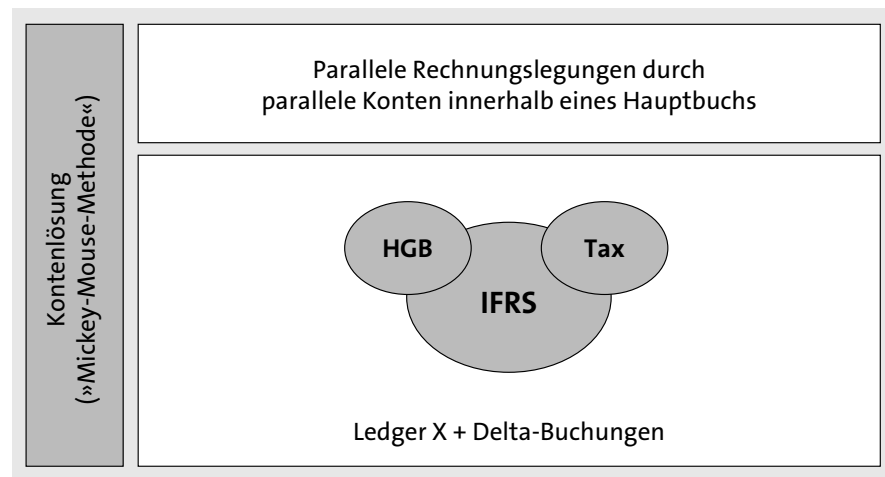 Kontenlösung
(»Mickey-Mouse-Methode«)
Parallele Rechnungslegungen durch
parallele Konten innerhalb eines Hauptbuchs
HGB
Tax
IFRS
Ledger X + Delta-Buchungen